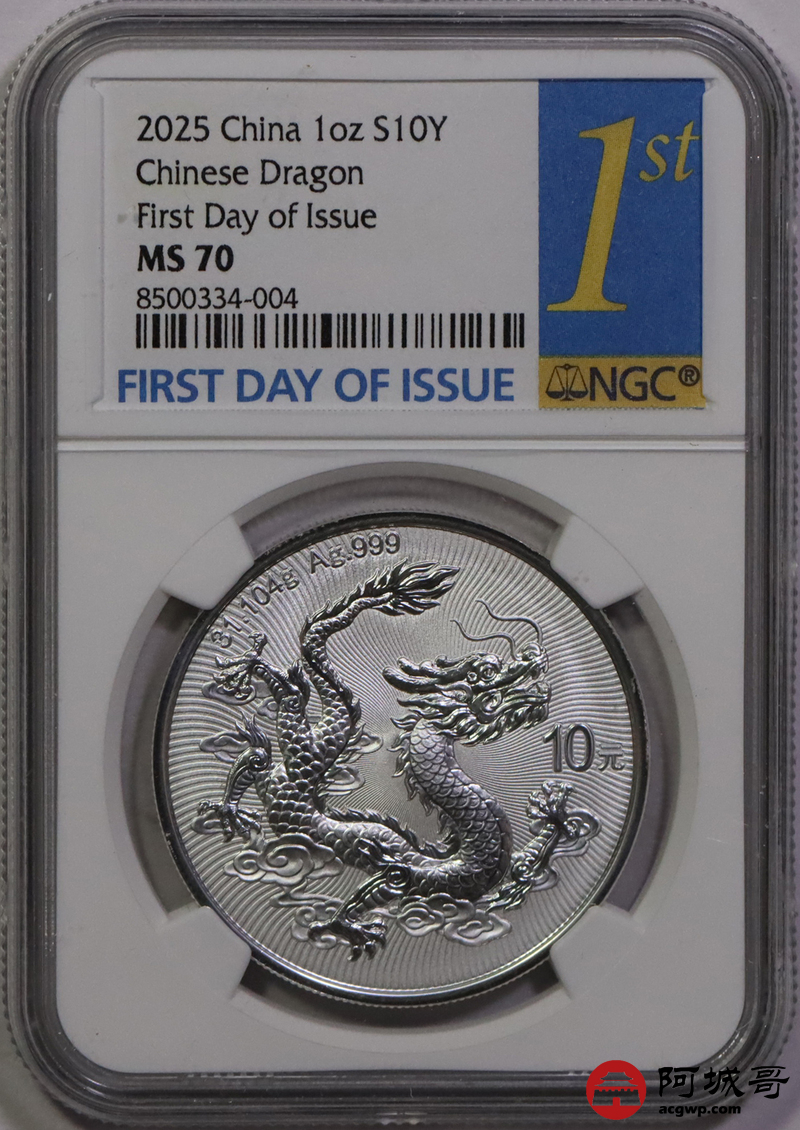 2025 China 1oz S10Y
Chinese Dragon
First Day of Issue
MS 70
8500334-004
FIRST DAY OF ISSUE
1st
NGC®
31.104g Ag.999
10元
阿城哥
acgwp.com